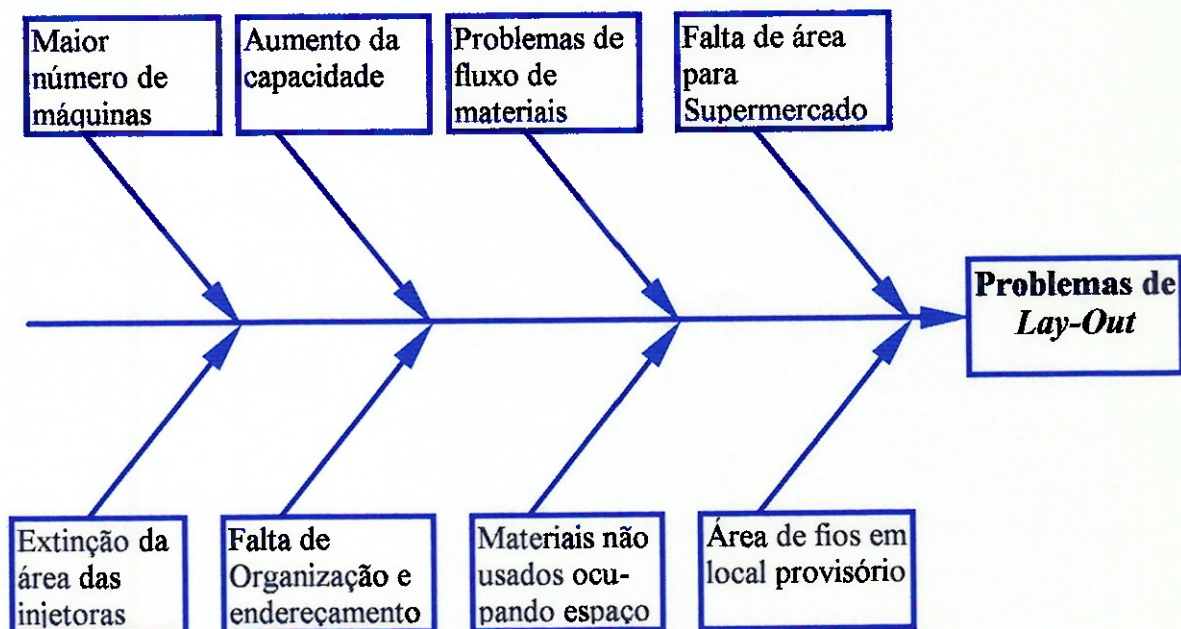 Maior
número de
máquinas
Aumento da
capacidade
Problemas de
fluxo de
materiais
Falta de área
para
Supermercado
Problemas de
Lay-Out
Extinção da
área das
injetoras
Falta de
Organização e
endereçamento
Materiais não
usados ocu-
pando espaço
Área de fios em
local provisório